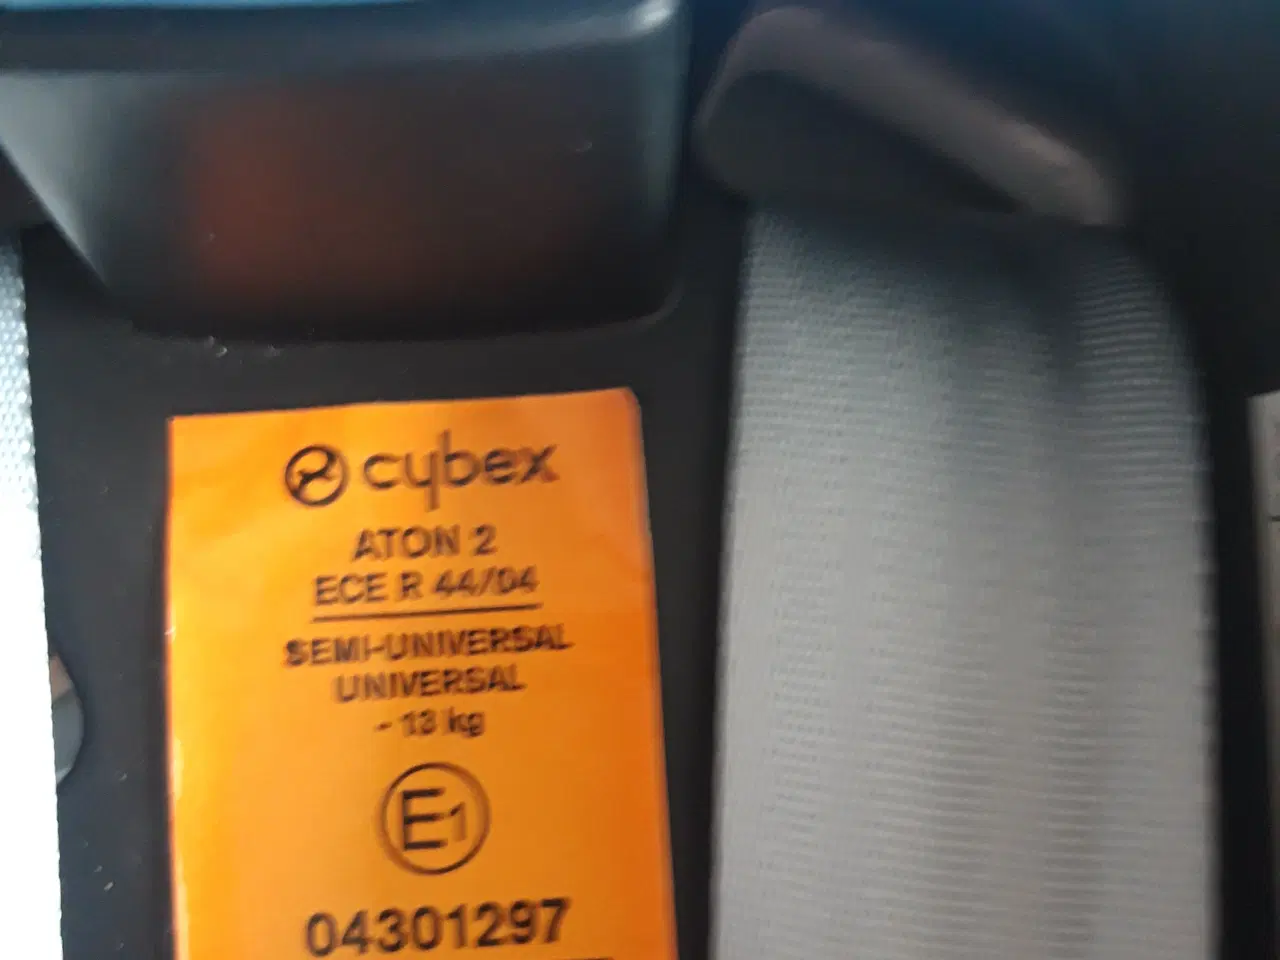 cybex
ATON 2
ECE R 44/04
SEMI-UNIVERSAL
UNIVERSAL
- 13 kg
E1
04301297